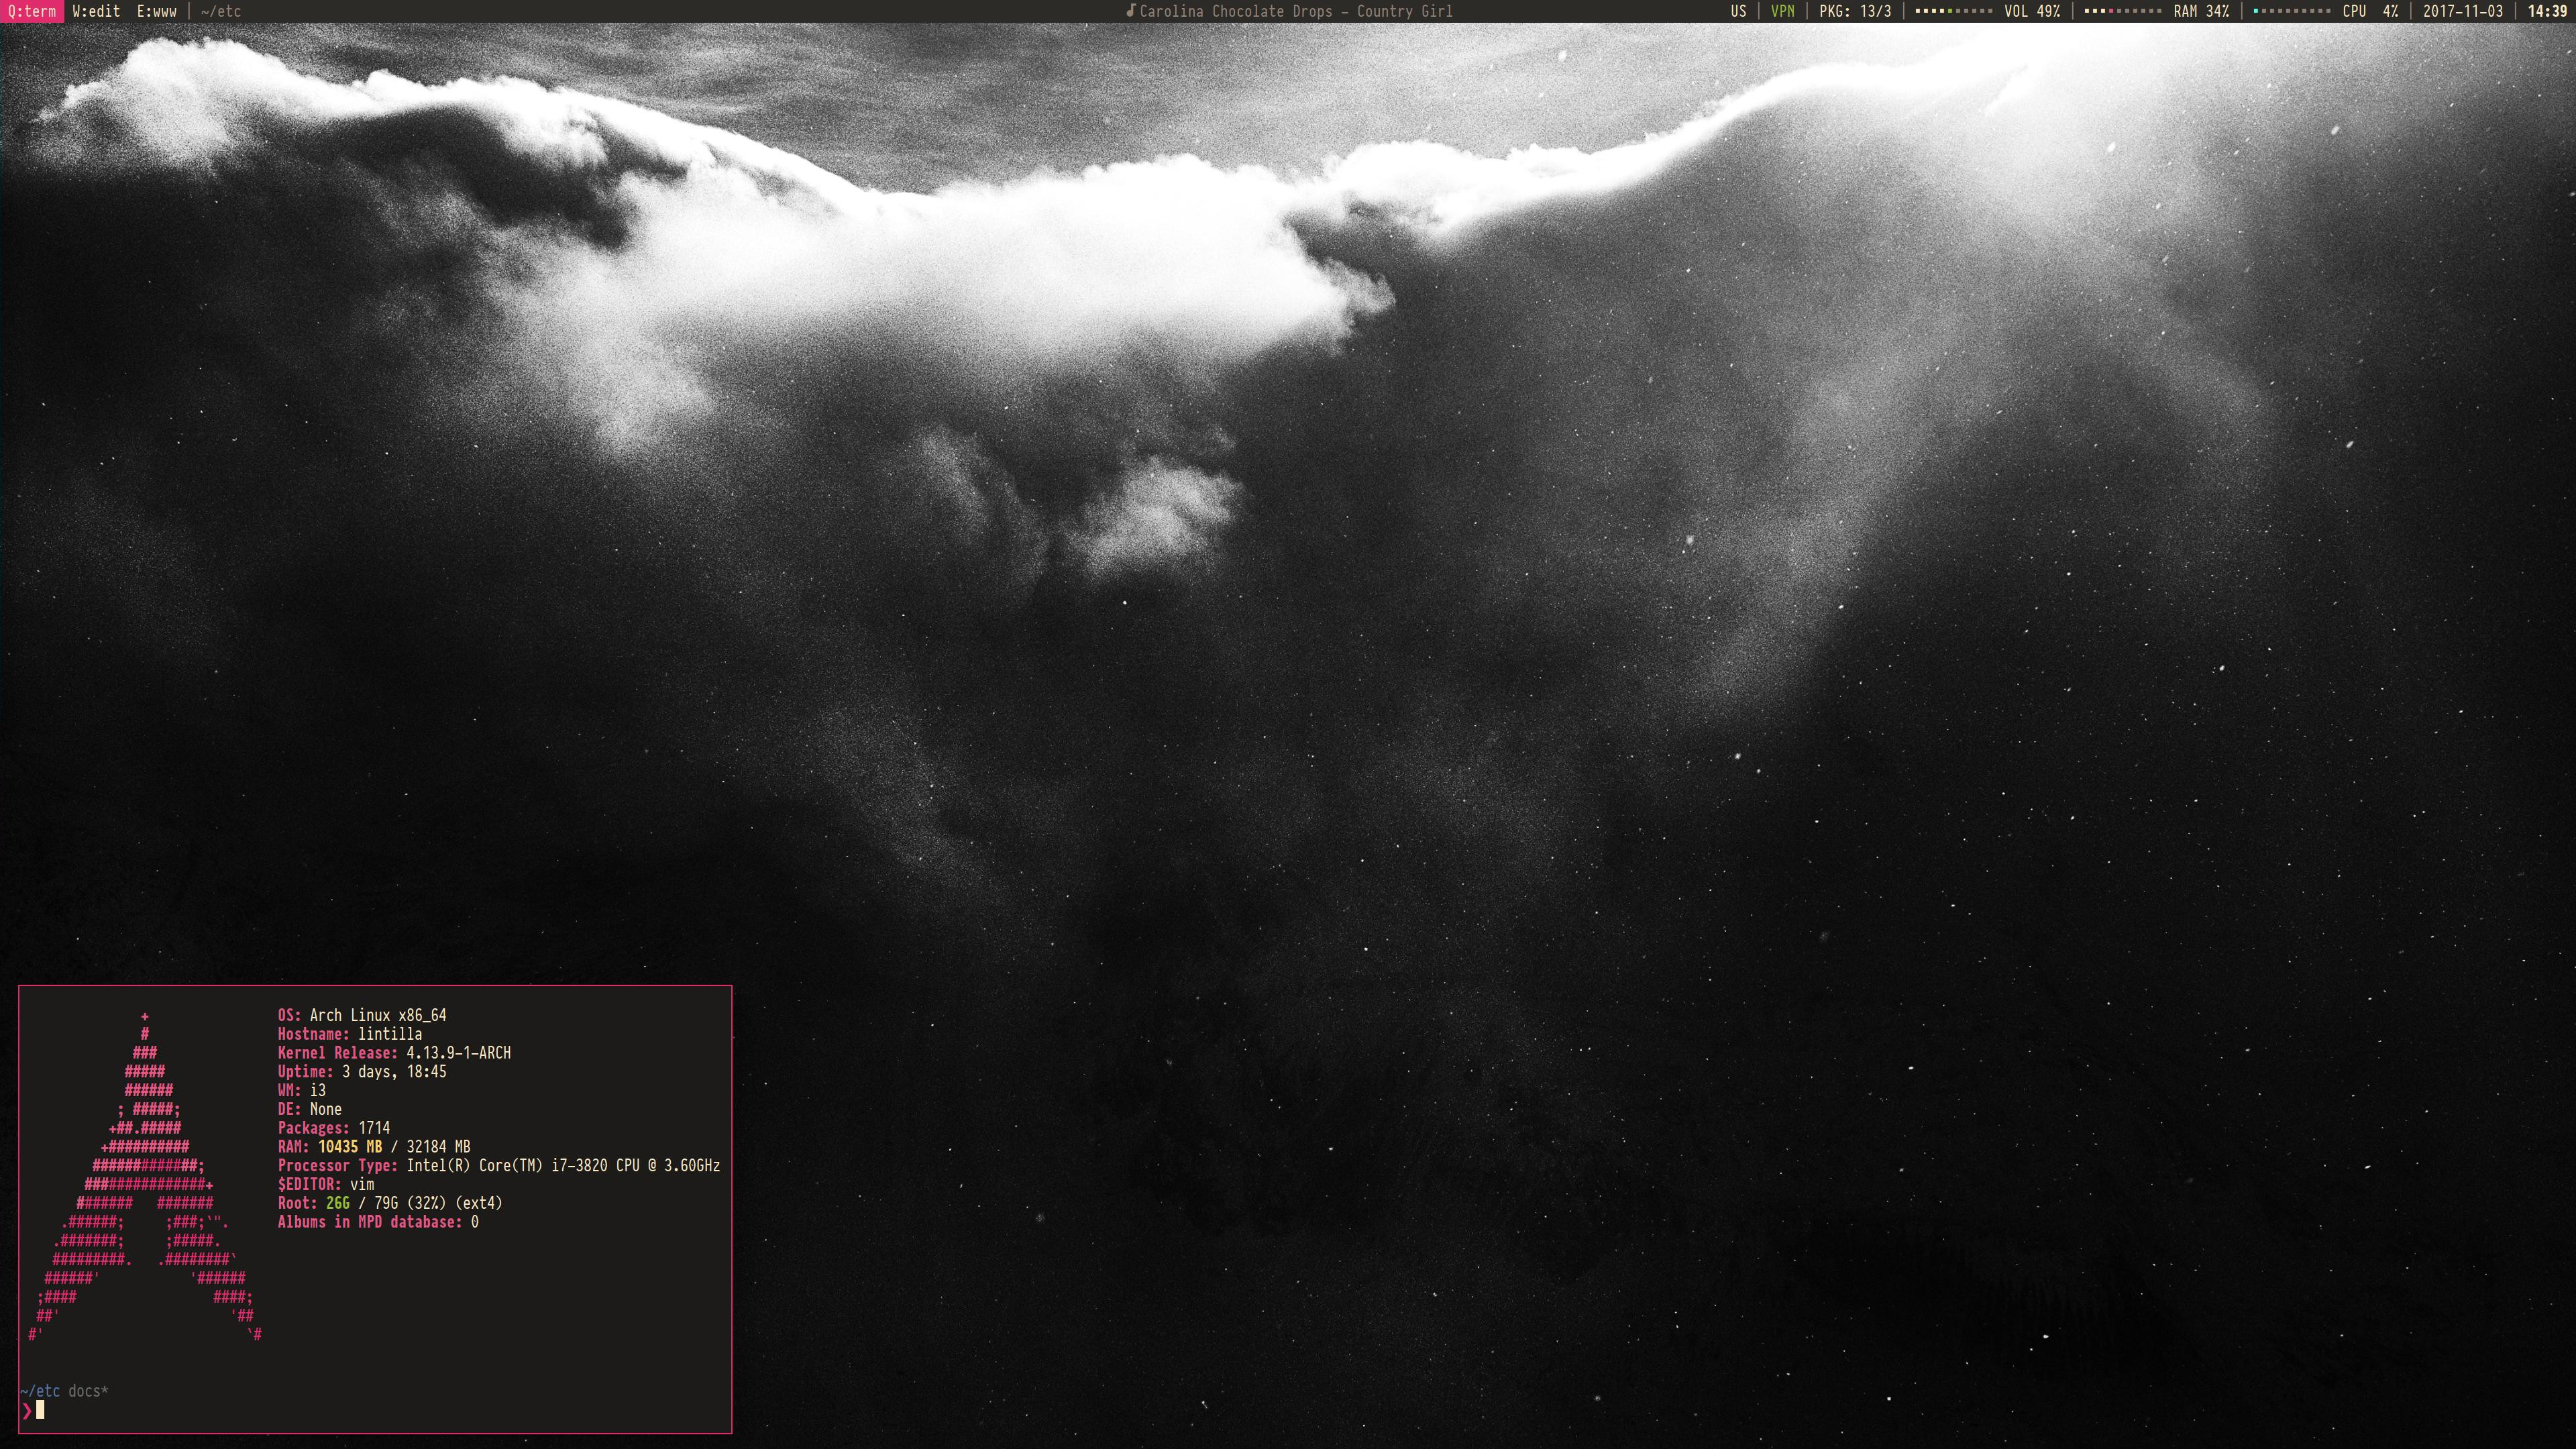 Q:term W:edit E:www | ~/etc
Carolina Chocolate Drops – Country Girl
US | VPN | PKG: 13/3 | VOL 49% | RAM 34% | CPU 4% | 2017-11-03 | 14:39
+
#
###
#####
######
; #####;
+##.#####
+##########
#############;
###############+
####### #######
.######; ;###;`".
.#######; ;#####.
#########. .########`
######' '######
;#### ####;
##' '##
#' `#
OS: Arch Linux x86_64
Hostname: lintilla
Kernel Release: 4.13.9-1-ARCH
Uptime: 3 days, 18:45
WM: i3
DE: None
Packages: 1714
RAM: 10435 MB / 32184 MB
Processor Type: Intel(R) Core(TM) i7-3820 CPU @ 3.60GHz
$EDITOR: vim
Root: 26G / 79G (32%) (ext4)
Albums in MPD database: 0
~/etc docs*
❯